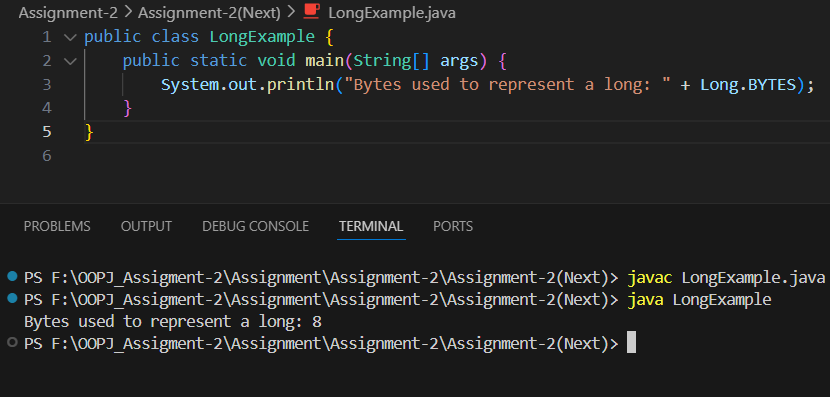 Assignment-2 > Assignment-2(Next) > LongExample.java
1 public class LongExample {
2 public static void main(String[] args) {
3 System.out.println("Bytes used to represent a long: " + Long.BYTES);
4 }
5 }
6
PROBLEMS OUTPUT DEBUG CONSOLE TERMINAL PORTS
PS F:\OOPJ_Assigment-2\Assignment\Assignment-2\Assignment-2(Next)> javac LongExample.java
PS F:\OOPJ_Assigment-2\Assignment\Assignment-2\Assignment-2(Next)> java LongExample
Bytes used to represent a long: 8
PS F:\OOPJ_Assigment-2\Assignment\Assignment-2\Assignment-2(Next)>